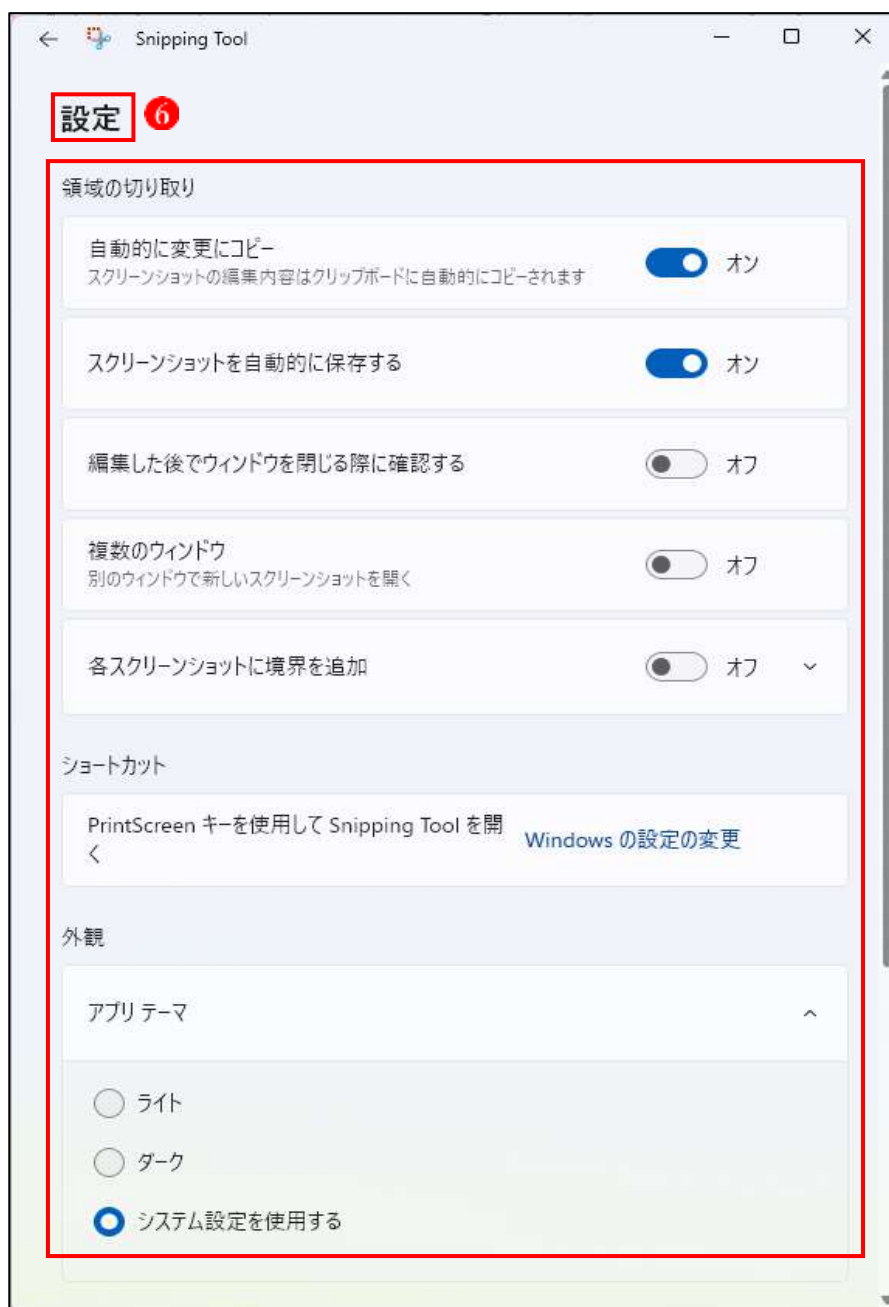 Snipping Tool
設定 6
領域の切り取り
自動的に変更にコピー
スクリーンショットの編集内容はクリップボードに自動的にコピーされます
オン
スクリーンショットを自動的に保存する
オン
編集した後でウィンドウを閉じる際に確認する
オフ
複数のウィンドウ
別のウィンドウで新しいスクリーンショットを開く
オフ
各スクリーンショットに境界を追加
オフ
ショートカット
PrintScreen キーを使用して Snipping Tool を開
く
Windows の設定の変更
外観
アプリ テーマ
ライト
ダーク
システム設定を使用する